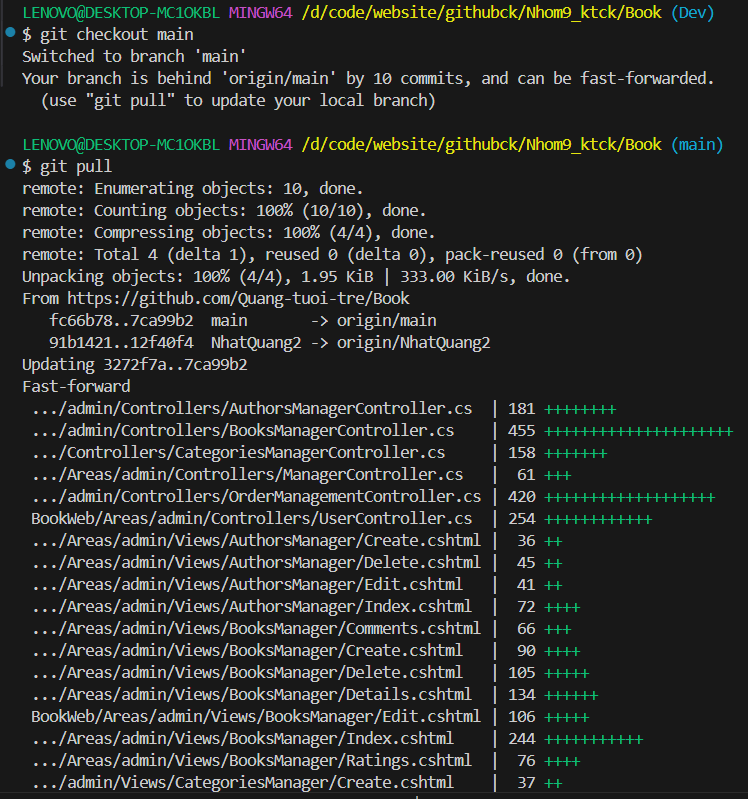 LENOVO@DESKTOP-MC1OKBL MINGW64 /d/code/website/githubck/Nhom9_ktck/Book (Dev)
$ git checkout main
Switched to branch 'main'
Your branch is behind 'origin/main' by 10 commits, and can be fast-forwarded.
  (use "git pull" to update your local branch)

LENOVO@DESKTOP-MC1OKBL MINGW64 /d/code/website/githubck/Nhom9_ktck/Book (main)
$ git pull
remote: Enumerating objects: 10, done.
remote: Counting objects: 100% (10/10), done.
remote: Compressing objects: 100% (4/4), done.
remote: Total 4 (delta 1), reused 0 (delta 0), pack-reused 0 (from 0)
Unpacking objects: 100% (4/4), 1.95 KiB | 333.00 KiB/s, done.
From https://github.com/Quang-tuoi-tre/Book
   fc66b78..7ca99b2  main       -> origin/main
   91b1421..12f40f4  NhatQuang2 -> origin/NhatQuang2
Updating 3272f7a..7ca99b2
Fast-forward
 .../admin/Controllers/AuthorsManagerController.cs  | 181 ++++++++
 .../admin/Controllers/BooksManagerController.cs    | 455 +++++++++++++++++++++
 .../Controllers/CategoriesManagerController.cs     | 158 +++++++
 .../Areas/admin/Controllers/ManagerController.cs   |  61 +++
 .../admin/Controllers/OrderManagementController.cs | 420 +++++++++++++++++++
 BookWeb/Areas/admin/Controllers/UserController.cs  | 254 ++++++++++++
 .../Areas/admin/Views/AuthorsManager/Create.cshtml |  36 ++
 .../Areas/admin/Views/AuthorsManager/Delete.cshtml |  45 ++
 .../Areas/admin/Views/AuthorsManager/Edit.cshtml   |  41 ++
 .../Areas/admin/Views/AuthorsManager/Index.cshtml  |  72 ++++
 .../Areas/admin/Views/BooksManager/Comments.cshtml |  66 +++
 .../Areas/admin/Views/BooksManager/Create.cshtml   |  90 ++++
 .../Areas/admin/Views/BooksManager/Delete.cshtml   | 105 +++++
 .../Areas/admin/Views/BooksManager/Details.cshtml  | 134 ++++++
 BookWeb/Areas/admin/Views/BooksManager/Edit.cshtml | 106 +++++
 .../Areas/admin/Views/BooksManager/Index.cshtml    | 244 +++++++++++
 .../Areas/admin/Views/BooksManager/Ratings.cshtml  |  76 ++++
 .../admin/Views/CategoriesManager/Create.cshtml    |  37 ++